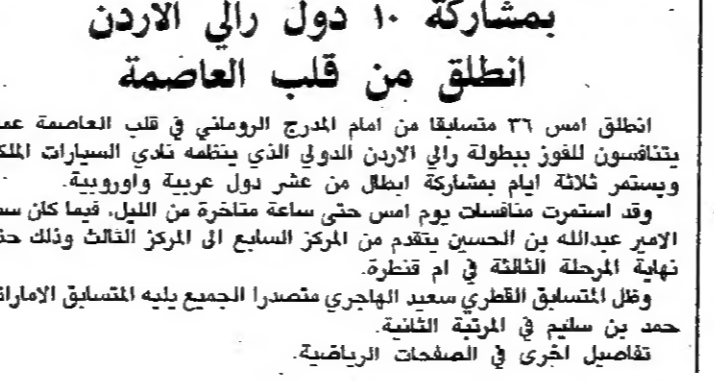 بمشاركة ١٠ دول رالي الاردن
انطلق من قلب العاصمة
انطلق امس ٣٦ متسابقا من امام المدرج الروماني في قلب العاصمة
يتنافسون للفوز ببطولة رالي الاردن الدولي الذي ينظمه نادي السيارات
ويستمر ثلاثة ايام بمشاركة ابطال من عشر دول عربية واوروبية.
وقد استمرت منافسات يوم امس حتى ساعة متاخرة من الليل، فيما كان
الامير عبدالله بن الحسين يتقدم من المركز السابع الى المركز الثالث وذلك
نهاية المرحلة الثالثة في ام قنطرة.
وظل المتسابق القطري سعيد الهاجري متصدرا الجميع يليه المتسابق
حمد بن سليم في المرتبة الثانية.
تفاصيل اخرى في الصفحات الرياضية.